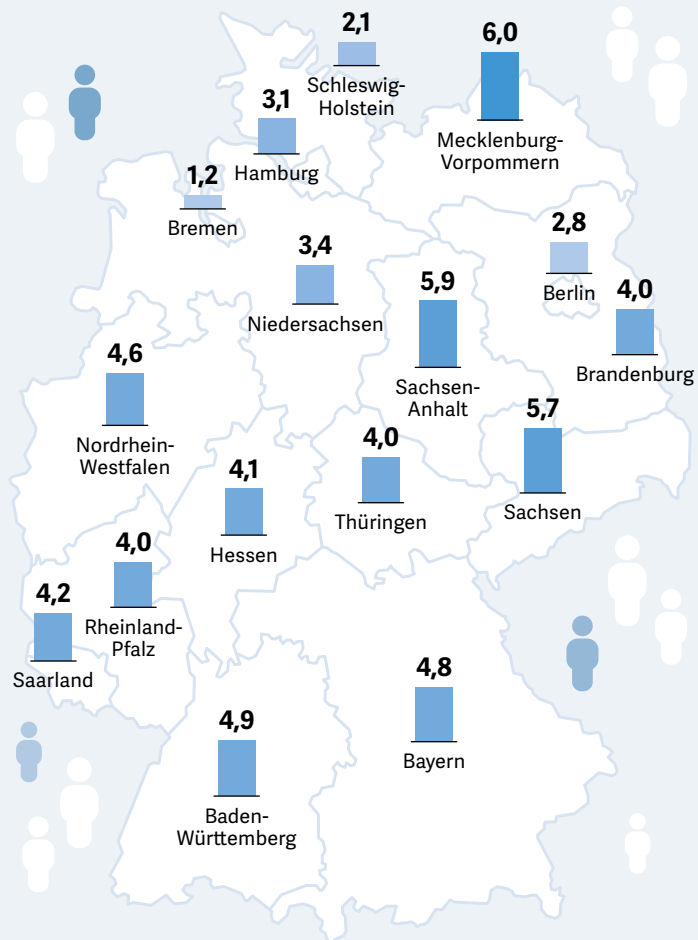 2,1
Schleswig-
Holstein
6,0
Mecklenburg-
Vorpommern
3,1
Hamburg
1,2
Bremen
2,8
Berlin
3,4
Niedersachsen
5,9
Sachsen-
Anhalt
4,0
Brandenburg
4,6
Nordrhein-
Westfalen
4,1
Hessen
4,0
Thüringen
5,7
Sachsen
4,0
Rheinland-
Pfalz
4,2
Saarland
4,9
Baden-
Württemberg
4,8
Bayern